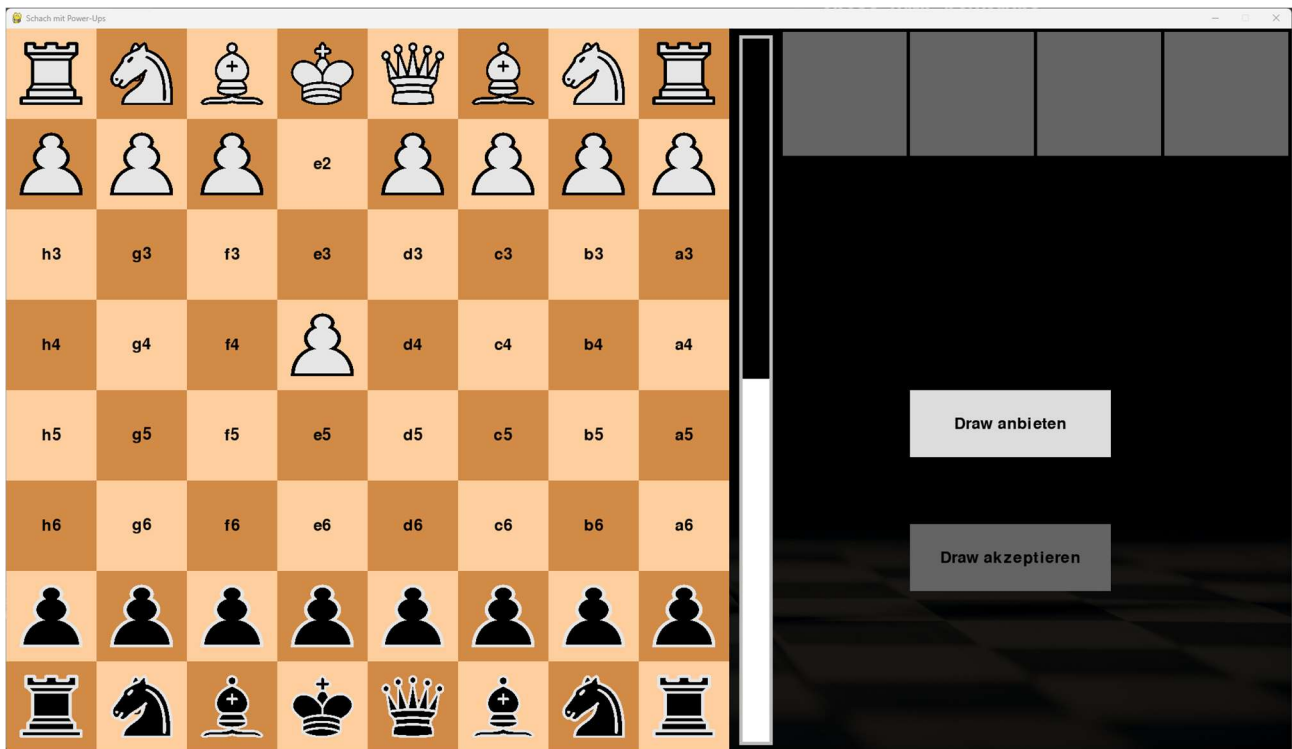 Schach mit Power-Ups
e2
h3 g3 f3 e3 d3 c3 b3 a3
h4 g4 f4 d4 c4 b4 a4
h5 g5 f5 e5 d5 c5 b5 a5
h6 g6 f6 e6 d6 c6 b6 a6
Draw anbieten
Draw akzeptieren